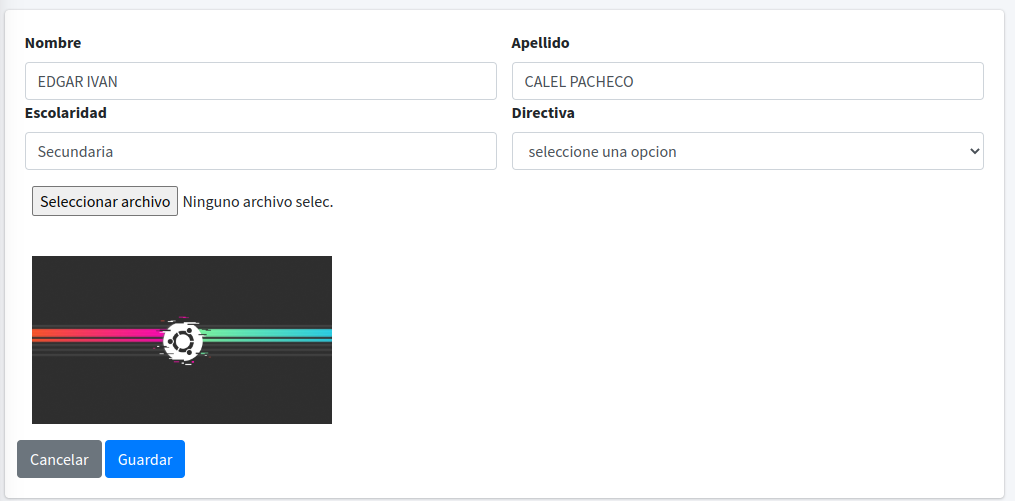 Nombre
Apellido
EDGAR IVAN
CALEL PACHECO
Escolaridad
Directiva
Secundaria
seleccione una opcion
Seleccionar archivo Ninguno archivo selec.
Cancelar
Guardar